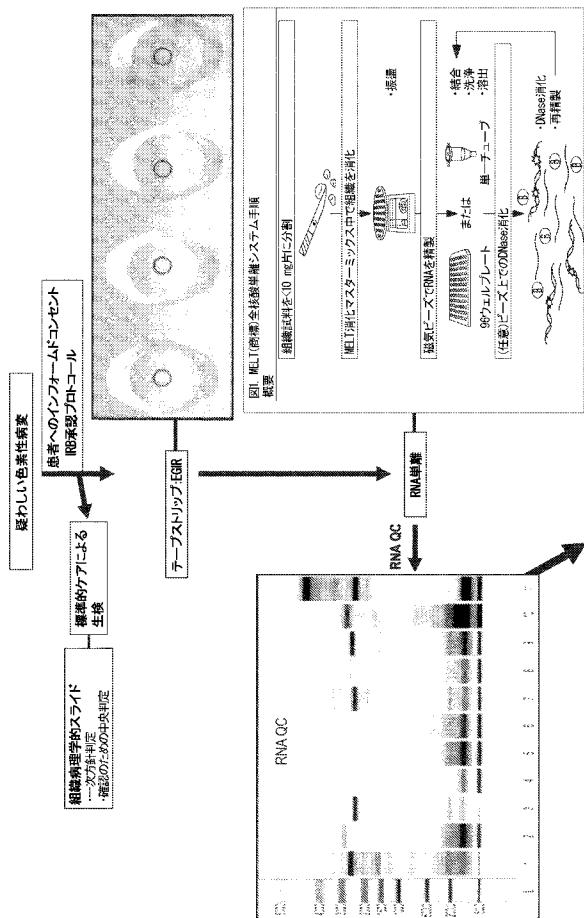 疑わしい色素性病変
患者へのインフォームドコンセント
IRB承認プロトコール
標準的ケアによる
生検
組織病理学的スライド
・一次方針判定
・確認のための中央判定
テープストリップ:EGIR
図1. MELT(商標)全核酸単離システム手順
概要
組織試料を<10 mg片に分割
MELT消化マスターミックス中で組織を消化
・振盪
磁気ビーズでRNAを精製
96ウェルプレート
または
単一チューブ
・結合
・洗浄
・溶出
(任意)ビーズ上でのDNase消化
・DNase消化
・再精製
RNA単離
RNA QC
RNA QC